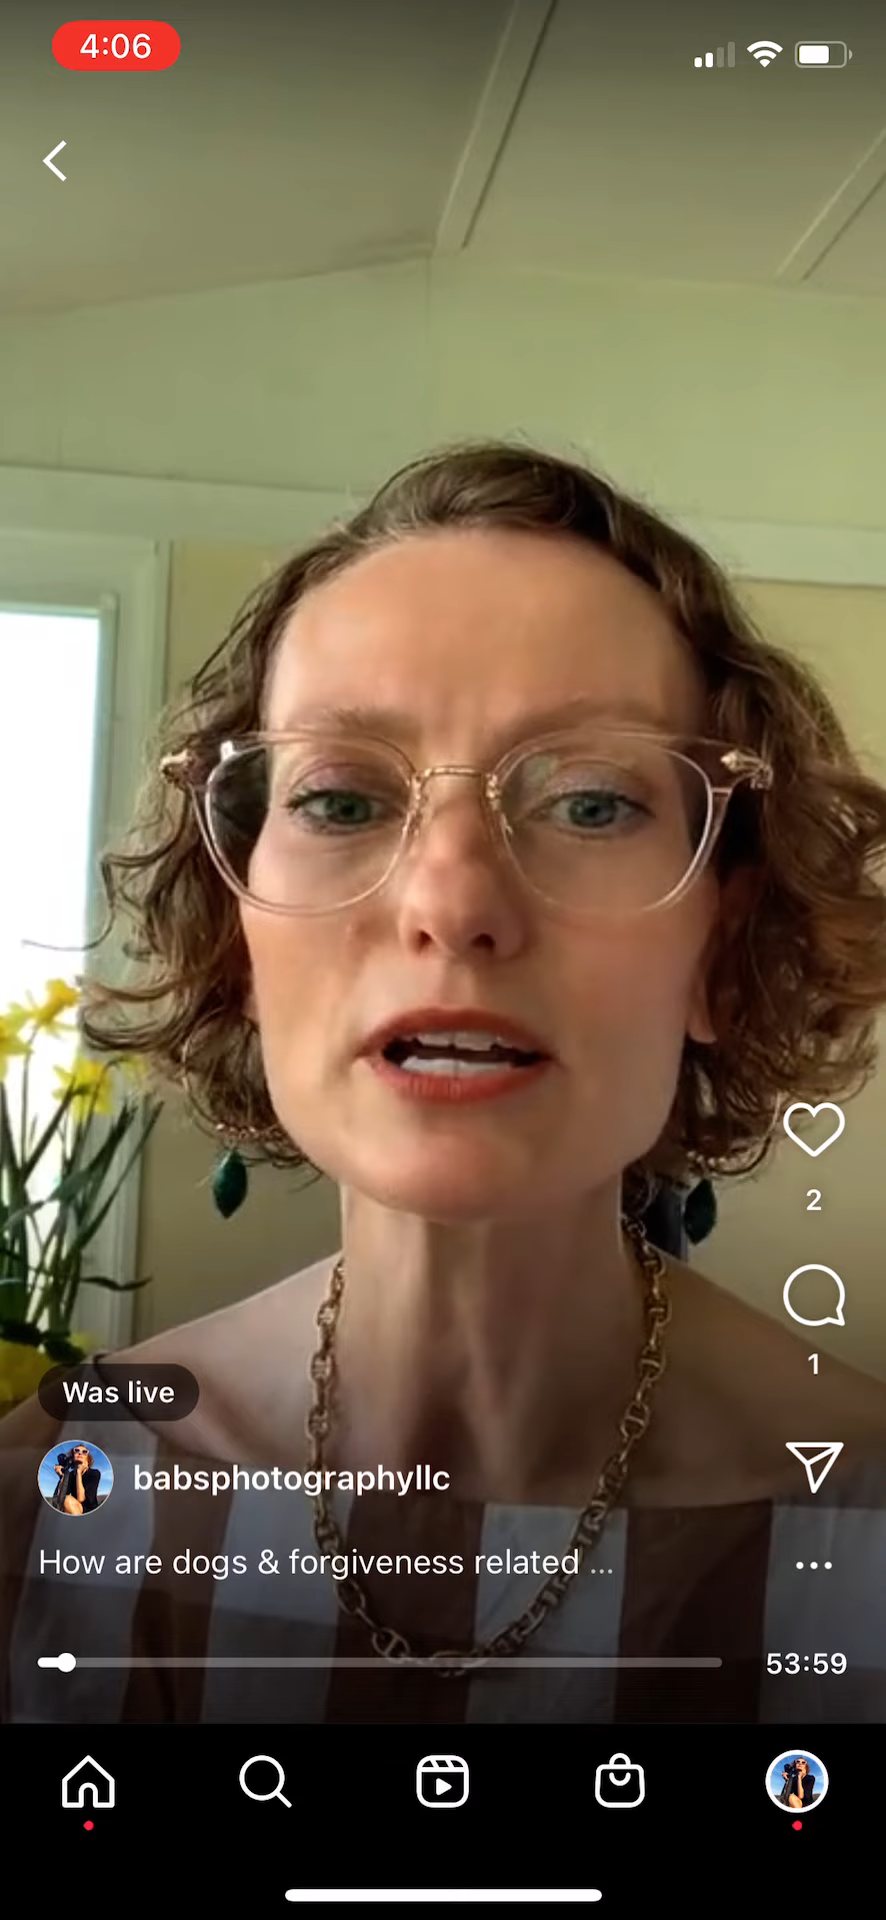 4:06
2
1
Was live
babsphotographyllc
How are dogs & forgiveness related ...
53:59